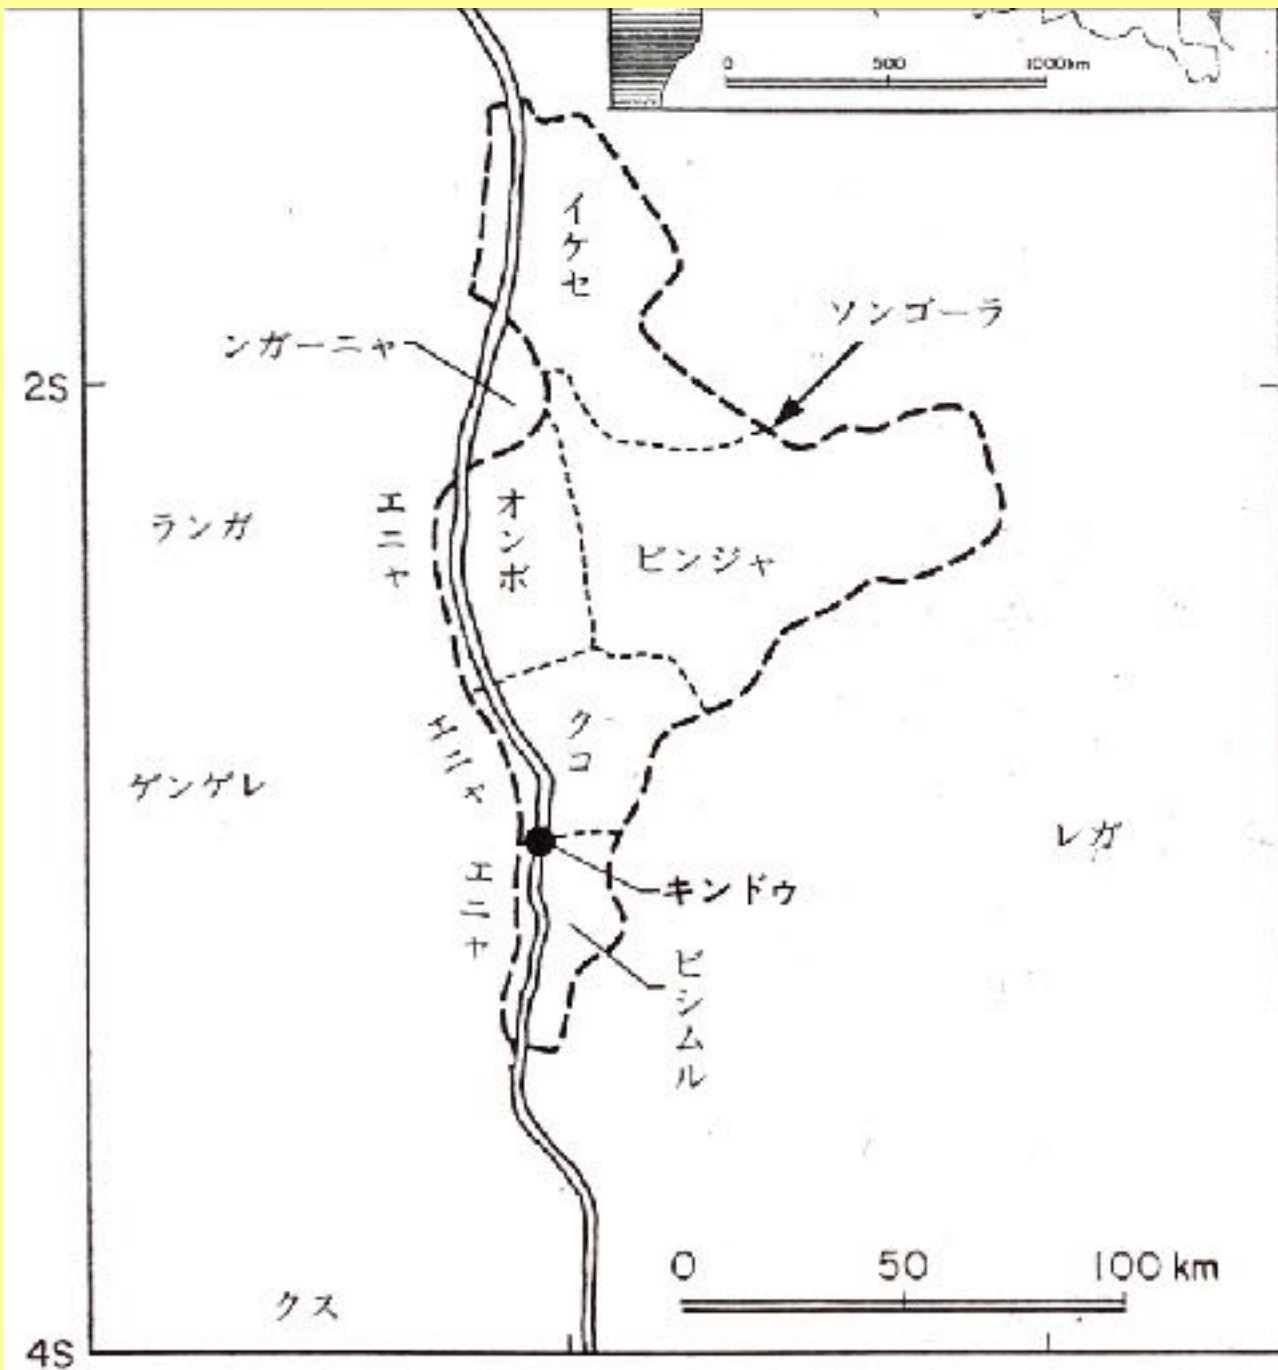 0 500 1000km
イケセ
ソンゴーラ
ンガーニャ
2S
エニャ
オンボ
ランガ
ビンジャ
エニャ
クコ
ゲンゲレ
レガ
エニャ
キンドゥ
ビシムル
0 50 100 km
クス
4S